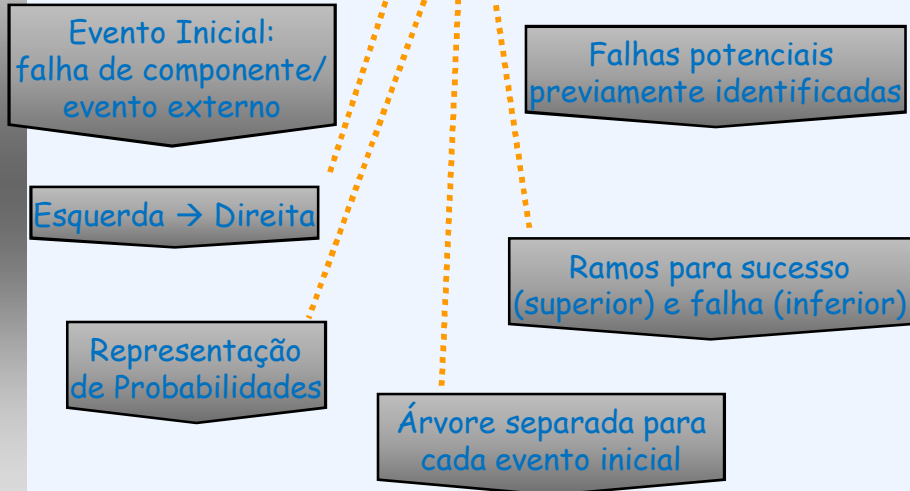 Evento Inicial:
falha de componente/
evento externo
Falhas potenciais
previamente identificadas
Esquerda → Direita
Ramos para sucesso
(superior) e falha (inferior)
Representação
de Probabilidades
Árvore separada para
cada evento inicial